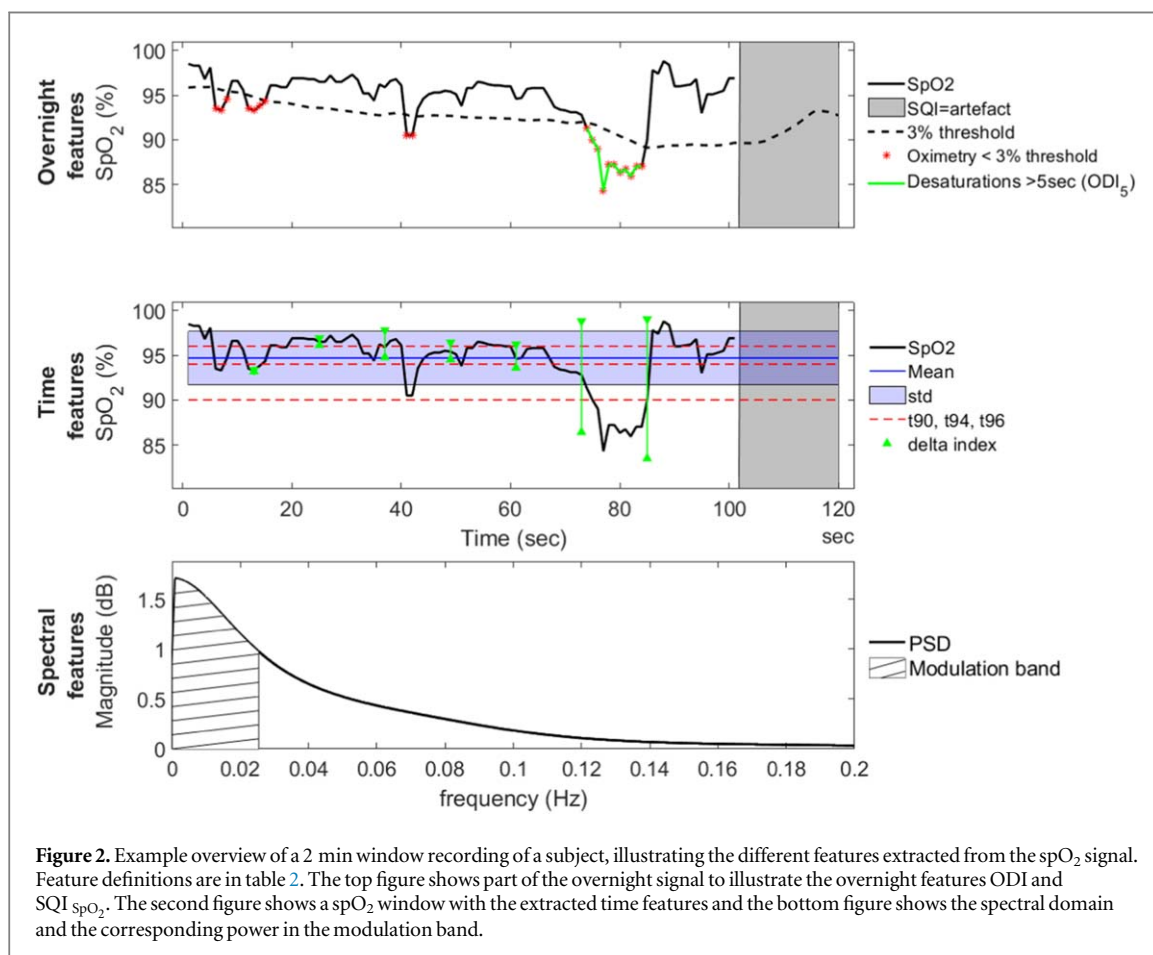 Overnight
features
SpO2 (%)
100
95
90
85
SpO2
SQI=artefact
3% threshold
Oximetry < 3% threshold
Desaturations >5sec (ODI5)
Time
features
SpO2 (%)
100
95
90
85
0 20 40 60 80 100 120
Time (sec)
sec
SpO2
Mean
std
t90, t94, t96
delta index
Spectral
features
Magnitude (dB)
1.5
1
0.5
0
0 0.02 0.04 0.06 0.08 0.1 0.12 0.14 0.16 0.18 0.2
frequency (Hz)
PSD
Modulation band
Figure 2. Example overview of a 2 min window recording of a subject, illustrating the different features extracted from the spO2 signal.
Feature definitions are in table 2. The top figure shows part of the overnight signal to illustrate the overnight features ODI and
SQI SpO2. The second figure shows a spO2 window with the extracted time features and the bottom figure shows the spectral domain
and the corresponding power in the modulation band.